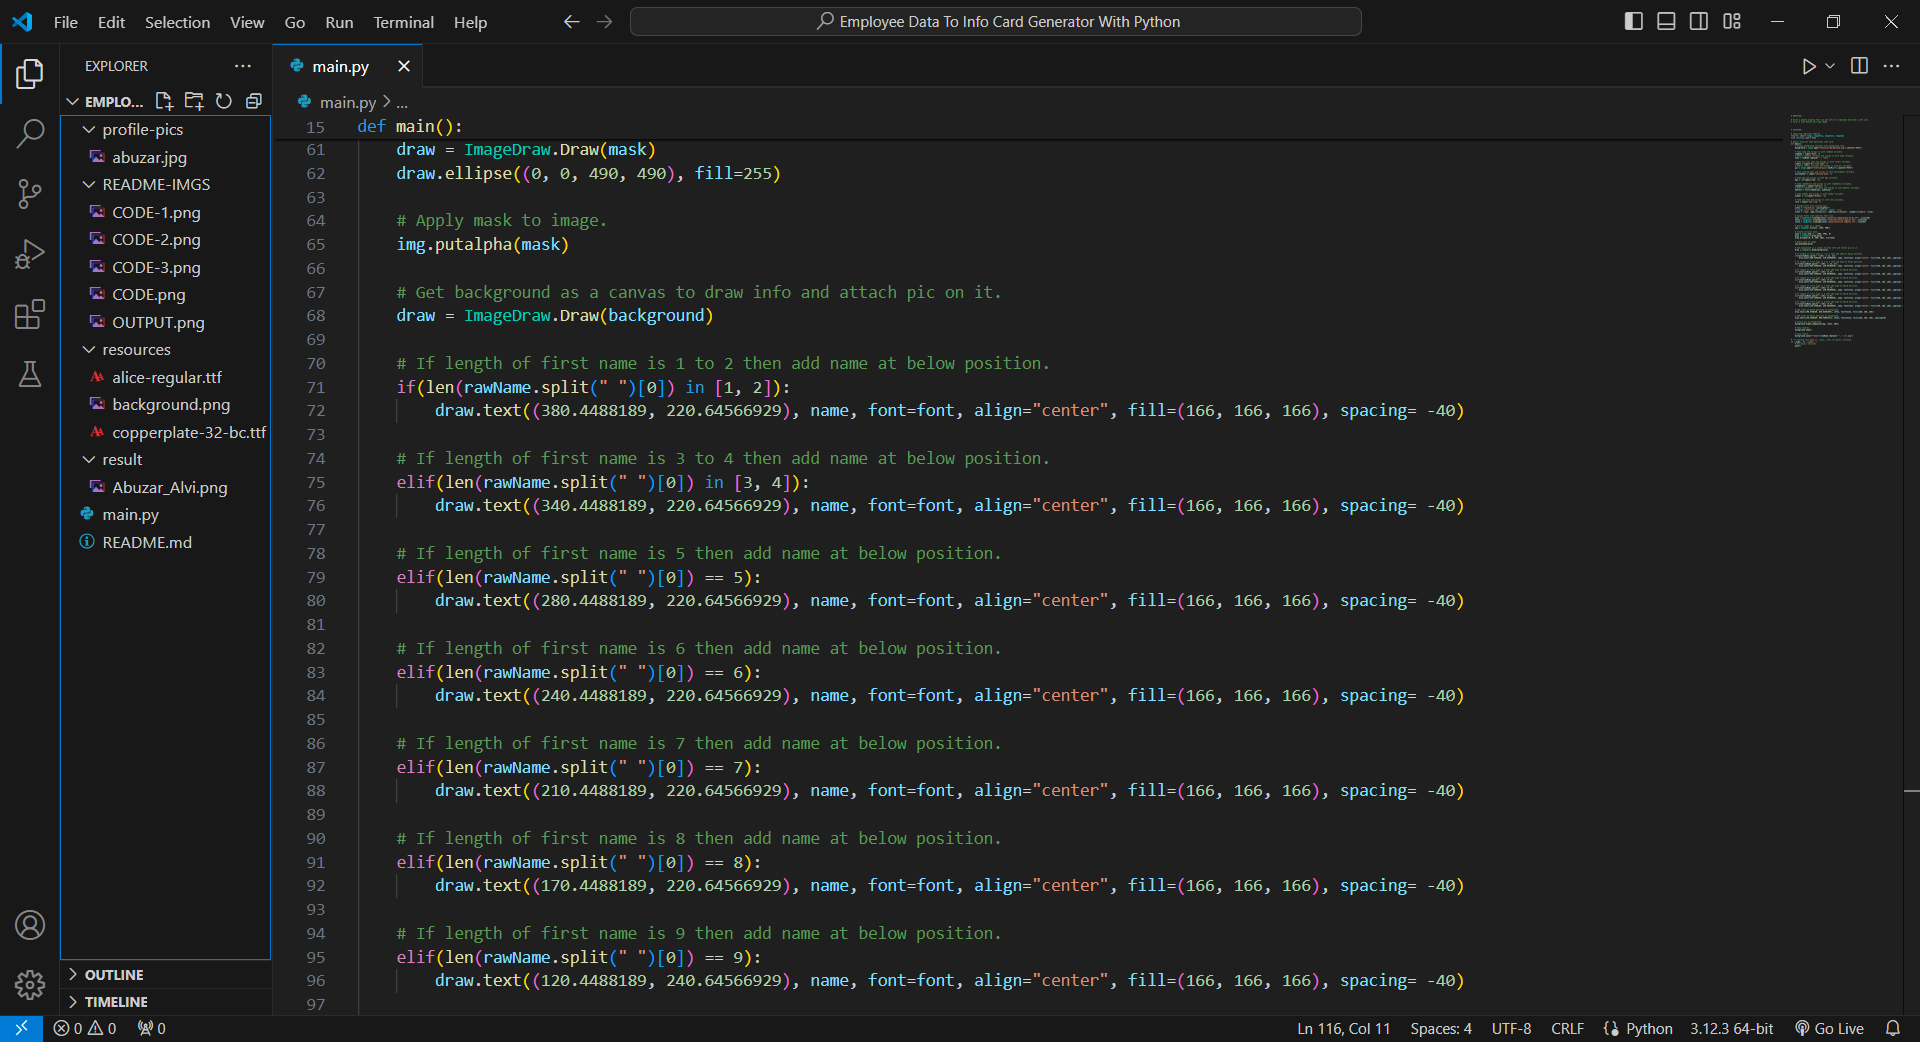 File Edit Selection View Go Run Terminal Help
Employee Data To Info Card Generator With Python
EXPLORER
EMPLO...
profile-pics
abuzar.jpg
README-IMGS
CODE-1.png
CODE-2.png
CODE-3.png
CODE.png
OUTPUT.png
resources
alice-regular.ttf
background.png
copperplate-32-bc.ttf
result
Abuzar_Alvi.png
main.py
README.md
OUTLINE
TIMELINE
main.py
main.py > ...
15 def main():
61 draw = ImageDraw.Draw(mask)
62 draw.ellipse((0, 0, 490, 490), fill=255)
63
64 # Apply mask to image.
65 img.putalpha(mask)
66
67 # Get background as a canvas to draw info and attach pic on it.
68 draw = ImageDraw.Draw(background)
69
70 # If length of first name is 1 to 2 then add name at below position.
71 if(len(rawName.split(" ")[0]) in [1, 2]):
72 draw.text((380.4488189, 220.64566929), name, font=font, align="center", fill=(166, 166, 166), spacing= -40)
73
74 # If length of first name is 3 to 4 then add name at below position.
75 elif(len(rawName.split(" ")[0]) in [3, 4]):
76 draw.text((340.4488189, 220.64566929), name, font=font, align="center", fill=(166, 166, 166), spacing= -40)
77
78 # If length of first name is 5 then add name at below position.
79 elif(len(rawName.split(" ")[0]) == 5):
80 draw.text((280.4488189, 220.64566929), name, font=font, align="center", fill=(166, 166, 166), spacing= -40)
81
82 # If length of first name is 6 then add name at below position.
83 elif(len(rawName.split(" ")[0]) == 6):
84 draw.text((240.4488189, 220.64566929), name, font=font, align="center", fill=(166, 166, 166), spacing= -40)
85
86 # If length of first name is 7 then add name at below position.
87 elif(len(rawName.split(" ")[0]) == 7):
88 draw.text((210.4488189, 220.64566929), name, font=font, align="center", fill=(166, 166, 166), spacing= -40)
89
90 # If length of first name is 8 then add name at below position.
91 elif(len(rawName.split(" ")[0]) == 8):
92 draw.text((170.4488189, 220.64566929), name, font=font, align="center", fill=(166, 166, 166), spacing= -40)
93
94 # If length of first name is 9 then add name at below position.
95 elif(len(rawName.split(" ")[0]) == 9):
96 draw.text((120.4488189, 240.64566929), name, font=font, align="center", fill=(166, 166, 166), spacing= -40)
97
0 0 0 Ln 116, Col 11 Spaces: 4 UTF-8 CRLF Python 3.12.3 64-bit Go Live